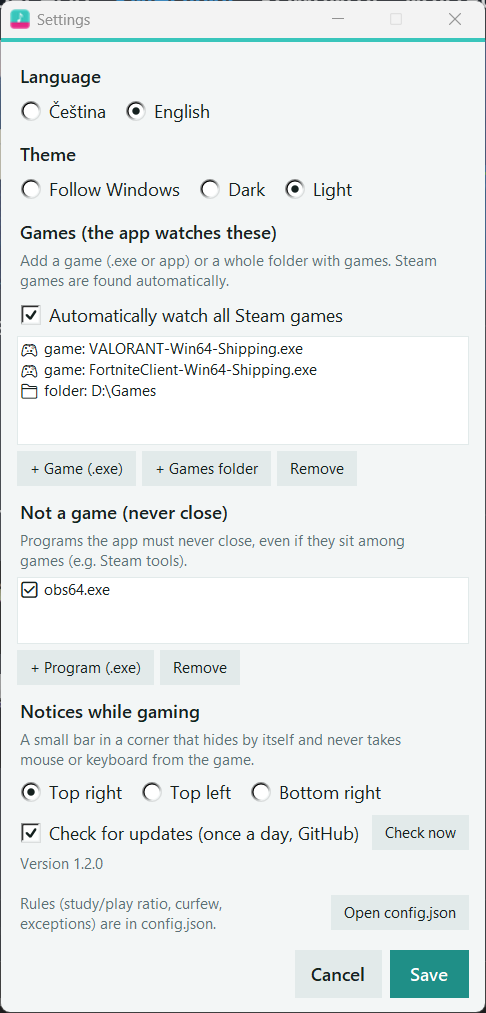 Settings
Language
Čeština English
Theme
Follow Windows Dark Light
Games (the app watches these)
Add a game (.exe or app) or a whole folder with games. Steam
games are found automatically.
Automatically watch all Steam games
game: VALORANT-Win64-Shipping.exe
game: FortniteClient-Win64-Shipping.exe
folder: D:\Games
+ Game (.exe) + Games folder Remove
Not a game (never close)
Programs the app must never close, even if they sit among
games (e.g. Steam tools).
obs64.exe
+ Program (.exe) Remove
Notices while gaming
A small bar in a corner that hides by itself and never takes
mouse or keyboard from the game.
Top right Top left Bottom right
Check for updates (once a day, GitHub) Check now
Version 1.2.0
Rules (study/play ratio, curfew,
exceptions) are in config.json.
Open config.json
Cancel Save